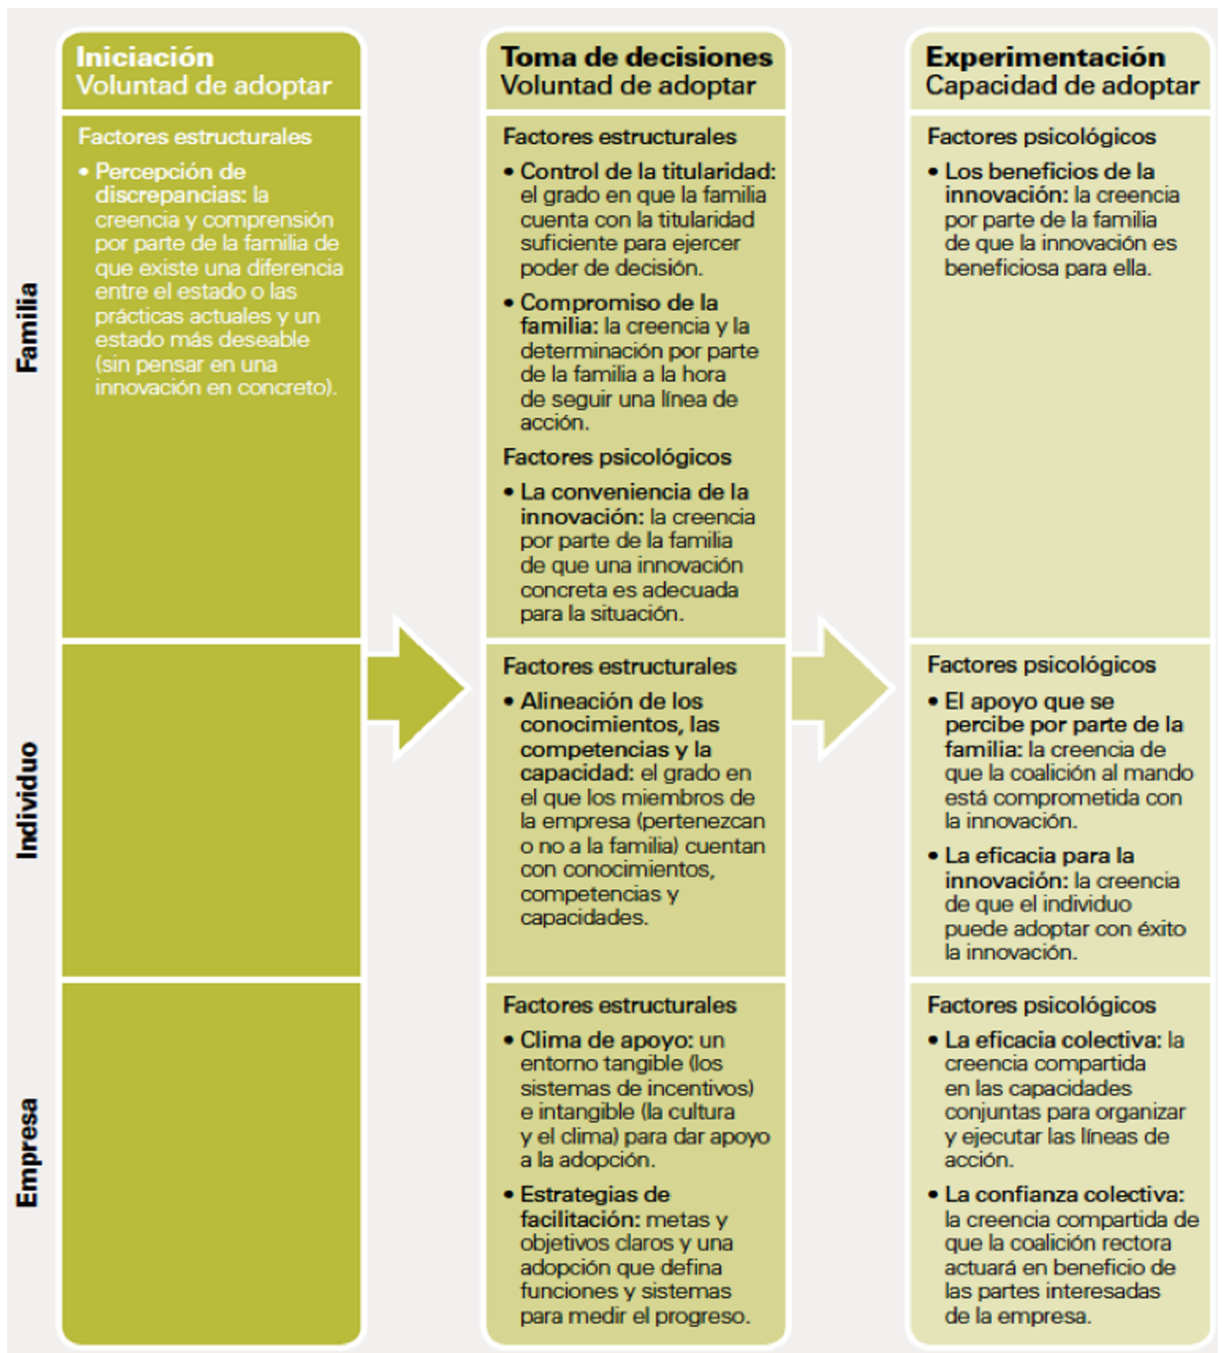 Iniciación
Voluntad de adoptar
Toma de decisiones
Voluntad de adoptar
Experimentación
Capacidad de adoptar
Familia
Factores estructurales
• Percepción de
discrepancias: la
creencia y comprensión
por parte de la familia de
que existe una diferencia
entre el estado o las
prácticas actuales y un
estado más deseable
(sin pensar en una
innovación en concreto).
Factores estructurales
• Control de la titularidad:
el grado en que la familia
cuenta con la titularidad
suficiente para ejercer
poder de decisión.
• Compromiso de la
familia: la creencia y la
determinación por parte
de la familia a la hora
de seguir una línea de
acción.
Factores psicológicos
• La conveniencia de la
innovación: la creencia
por parte de la familia
de que una innovación
concreta es adecuada
para la situación.
Factores psicológicos
• Los beneficios de la
innovación: la creencia
por parte de la familia
de que la innovación es
beneficiosa para ella.
Individuo
Factores estructurales
• Alineación de los
conocimientos, las
competencias y la
capacidad: el grado en
el que los miembros de
la empresa (pertenezcan
o no a la familia) cuentan
con conocimientos,
competencias y
capacidades.
Factores psicológicos
• El apoyo que se
percibe por parte de la
familia: la creencia de
que la coalición al mando
está comprometida con
la innovación.
• La eficacia para la
innovación: la creencia
de que el individuo
puede adoptar con éxito
la innovación.
Empresa
Factores estructurales
• Clima de apoyo: un
entorno tangible (los
sistemas de incentivos)
e intangible (la cultura
y el clima) para dar apoyo
a la adopción.
• Estrategias de
facilitación: metas y
objetivos claros y una
adopción que defina
funciones y sistemas
para medir el progreso.
Factores psicológicos
• La eficacia colectiva: la
creencia compartida
en las capacidades
conjuntas para organizar
y ejecutar las líneas de
acción.
• La confianza colectiva:
la creencia compartida de
que la coalición rectora
actuará en beneficio de
las partes interesadas
de la empresa.